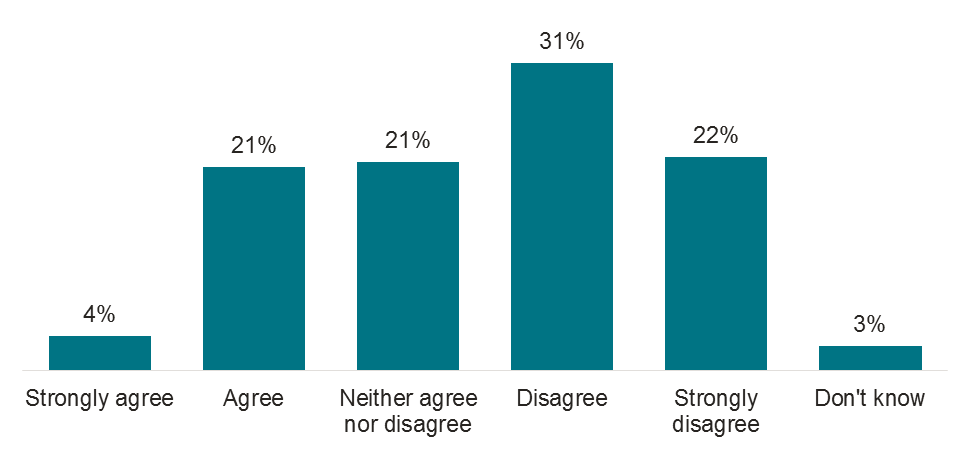 31%
21%
21%
22%
4%
3%
Strongly agree
Agree
Neither agree
nor disagree
Disagree
Strongly
disagree
Don't know